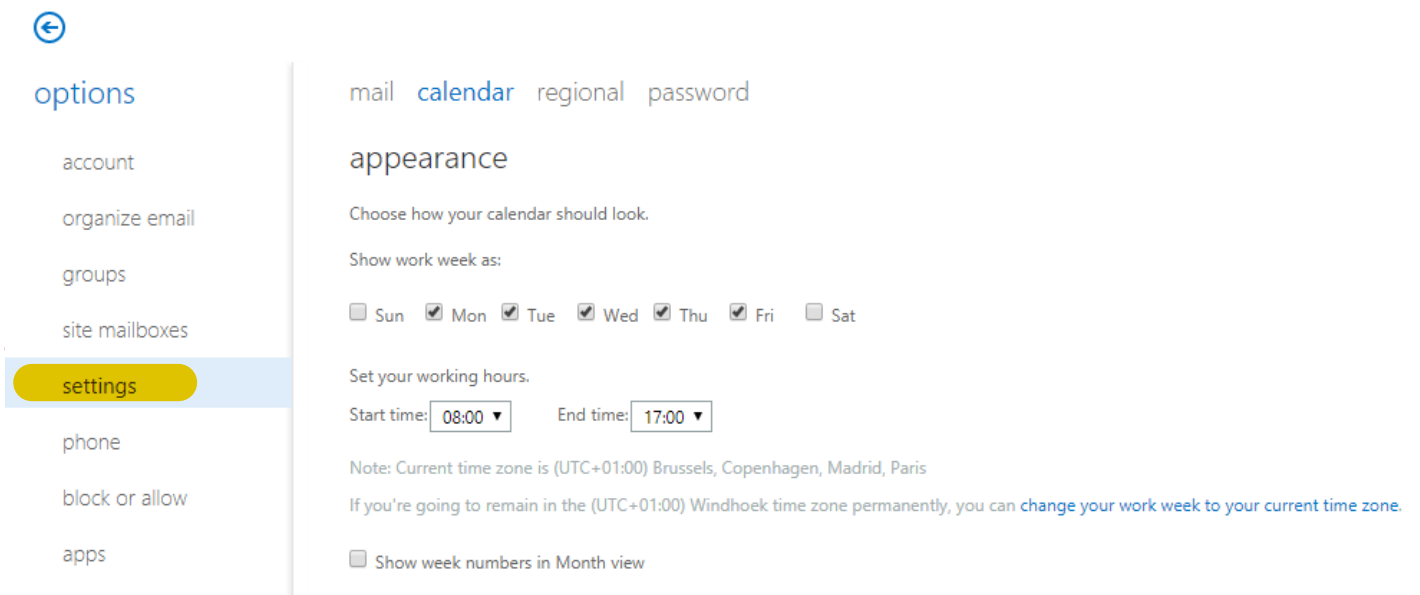 options
account
organize email
groups
site mailboxes
settings
phone
block or allow
apps
mail calendar regional password
appearance
Choose how your calendar should look.
Show work week as:
Sun Mon Tue Wed Thu Fri Sat
Set your working hours.
Start time: 08:00 End time: 17:00
Note: Current time zone is (UTC+01:00) Brussels, Copenhagen, Madrid, Paris
If you're going to remain in the (UTC+01:00) Windhoek time zone permanently, you can change your work week to your current time zone.
Show week numbers in Month view